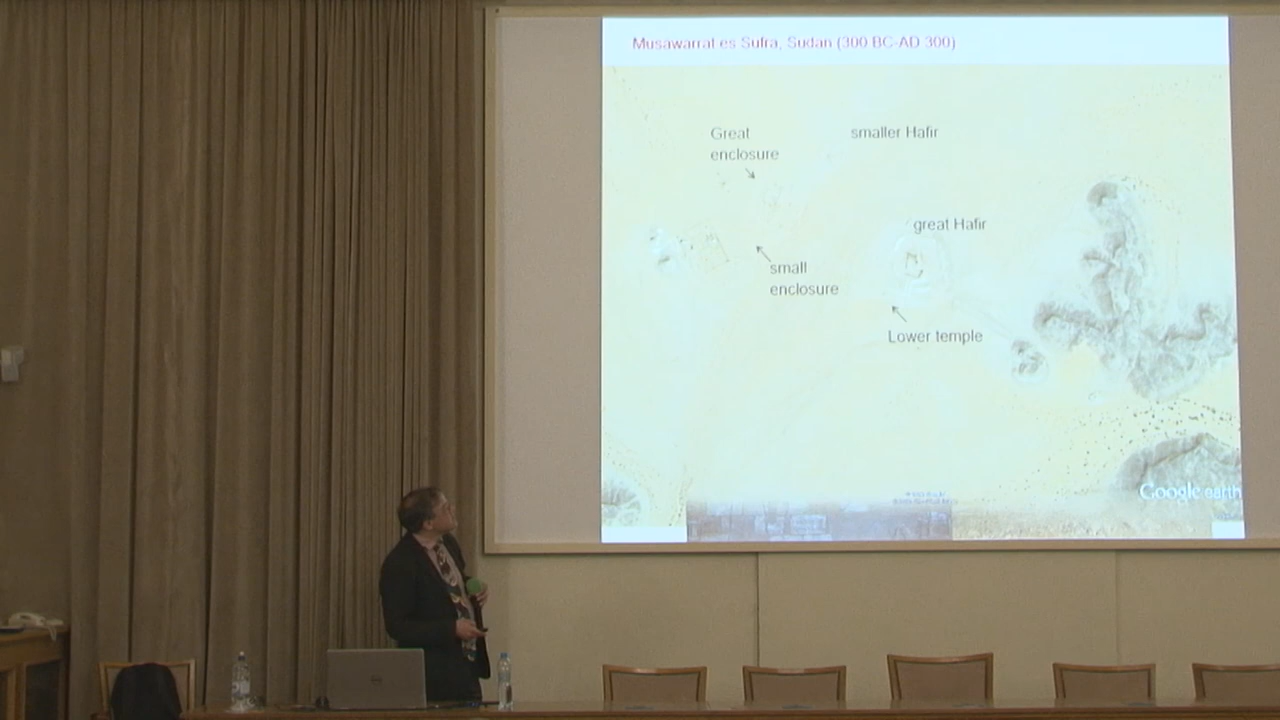 Musawarrat es Sufra, Sudan (300 BC-AD 300)
Great
enclosure
smaller Hafir
great Hafir
small
enclosure
Lower temple
Google earth